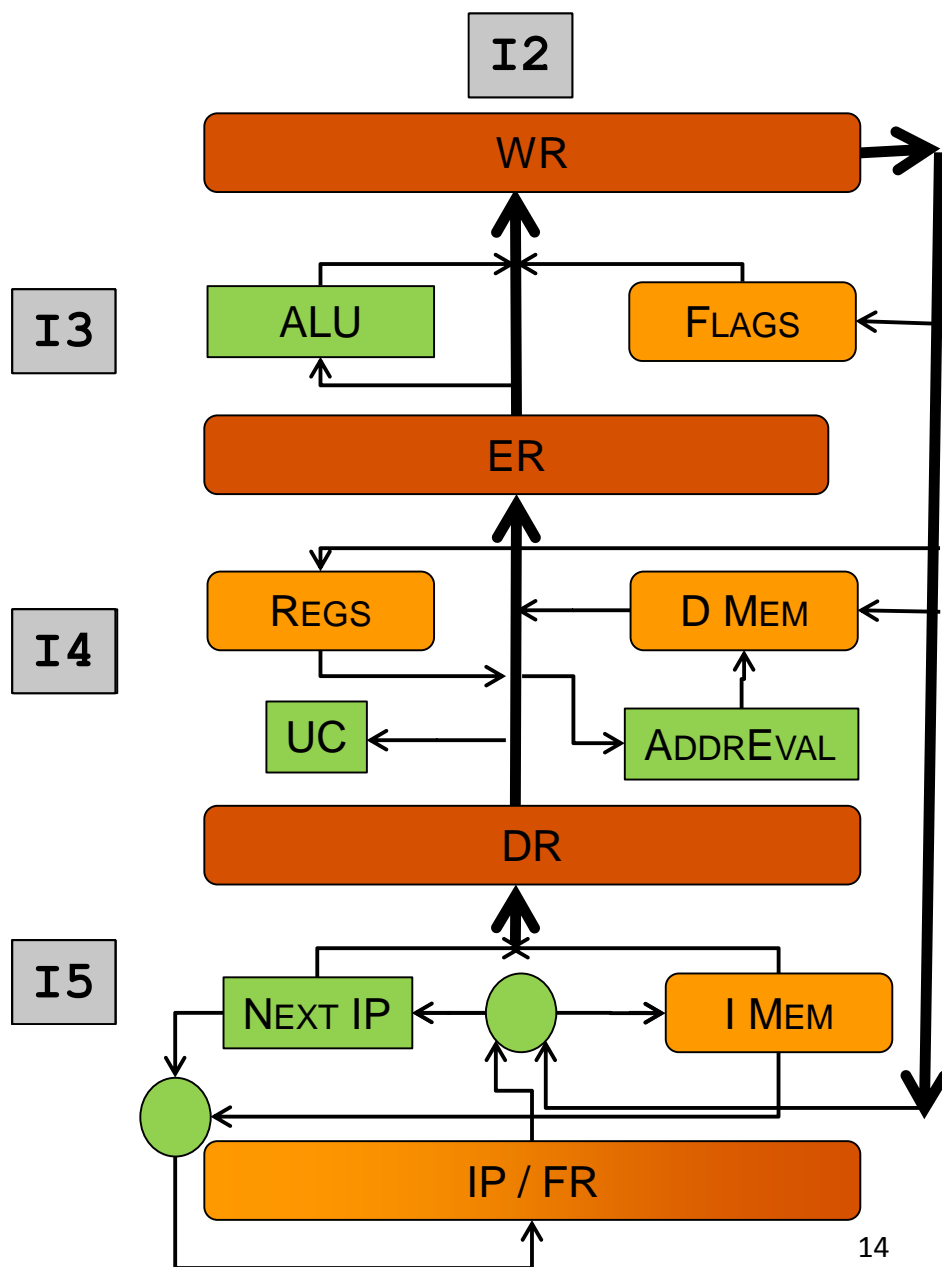 I2
WR
I3
ALU
FLAGS
ER
REGS
D MEM
I4
UC
ADDREVAL
DR
I5
NEXT IP
I MEM
IP / FR
14